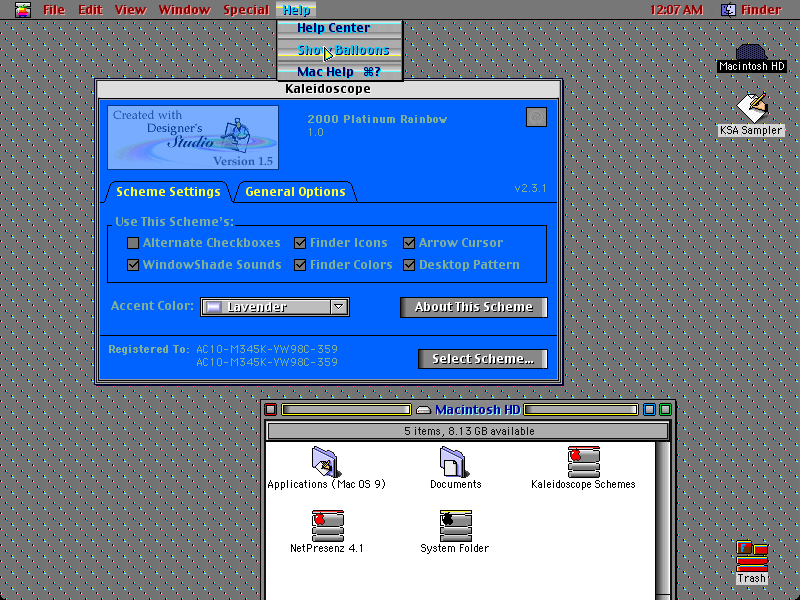 File Edit View Window Special Help 12:07 AM Finder
Help Center
Show Balloons
Mac Help ⌘?
Macintosh HD
KSA Sampler
Kaleidoscope
Created with
Designer's
Studio
Version 1.5
2000 Platinum Rainbow
1.0
Scheme Settings General Options v2.3.1
Use This Scheme's:
Alternate Checkboxes Finder Icons Arrow Cursor
WindowShade Sounds Finder Colors Desktop Pattern
Accent Color: Lavender About This Scheme
Registered To: AC10-M345K-YW98C-359
AC10-M345K-YW98C-359
Select Scheme...
Macintosh HD
5 items, 8.13 GB available
Applications (Mac OS 9) Documents Kaleidoscope Schemes
NetPresenz 4.1 System Folder
Trash